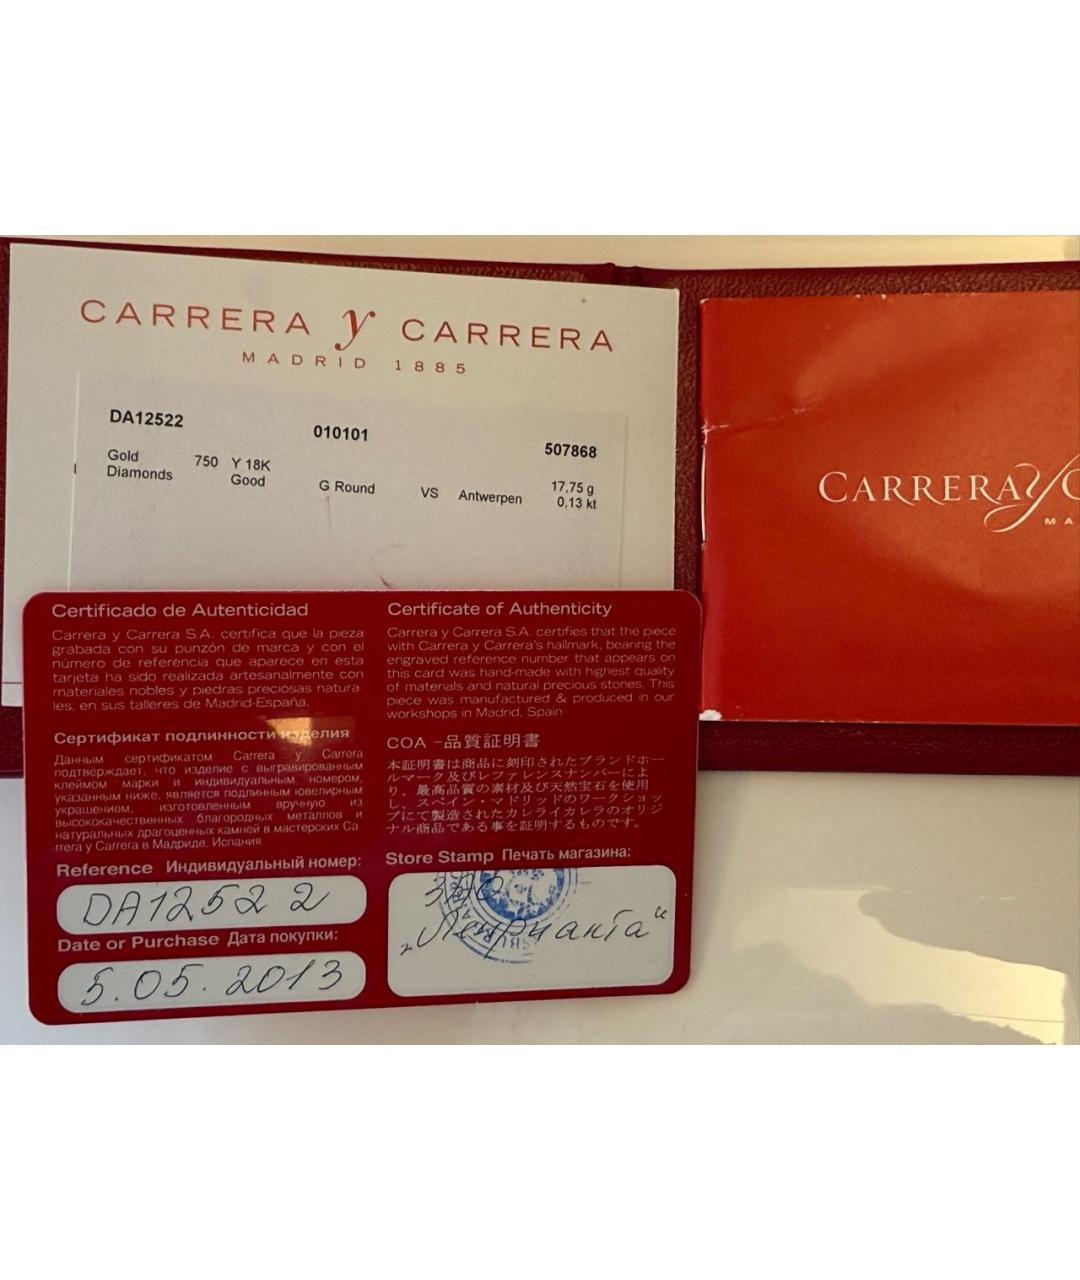 CARRERA y CARRERA
MADRID 1885
DA12522 010101 507868
Gold 750 Y 18K 17,75 g
Diamonds Good G Round VS Antwerpen 0,13 kt
CARRERA Y C
MA
Certificado de Autenticidad
Carrera y Carrera S.A. certifica que la pieza
grabada con su punzón de marca y con el
número de referencia que aparece en esta
tarjeta ha sido realizada artesanalmente con
materiales nobles y piedras preciosas natura-
les, en sus talleres de Madrid-España.
Certificate of Authenticity
Carrera y Carrera S.A. certifies that the piece
with Carrera y Carrera's hallmark, bearing the
engraved reference number that appears on
this card was hand-made with highest quality
of materials and natural precious stones. This
piece was manufactured & produced in our
workshops in Madrid, Spain
Сертификат подлинности изделия
Данным сертификатом Carrera y Carrera
подтверждает, что изделие с выгравированным
клеймом марки и индивидуальным номером,
указанным ниже, является подлинным ювелирным
украшением, изготовленным вручную из
высококачественных благородных металлов и
натуральных драгоценных камней в мастерских Ca
rrera y Carrera в Мадриде, Испания.
COA -品質証明書
本証明書は商品に刻印されたブランドホー
ルマーク及びレファレンスナンバーによ
り、最高品質の素材及び天然宝石を使用
し、スペイン・マドリッドのワークショッ
プにて製造されたカレライカレラのオリジ
ナル商品である事を証明するものです。
Reference Индивидуальный номер:
DA12522
Date or Purchase Дата покупки:
5.05.2013
Store Stamp Печать магазина:
ЗАО